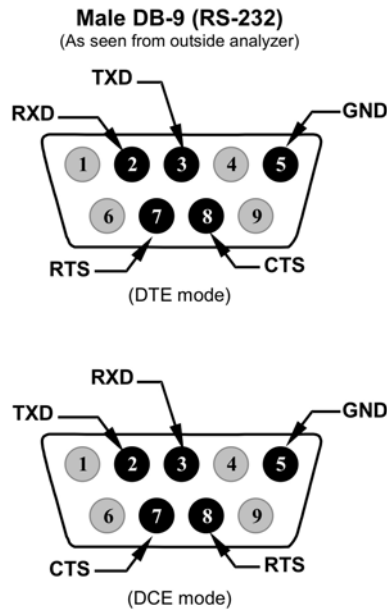 Male DB-9 (RS-232)
(As seen from outside analyzer)
TXD
RXD
GND
1 2 3 4 5
6 7 8 9
RTS
CTS
(DTE mode)
RXD
TXD
GND
1 2 3 4 5
6 7 8 9
CTS
RTS
(DCE mode)